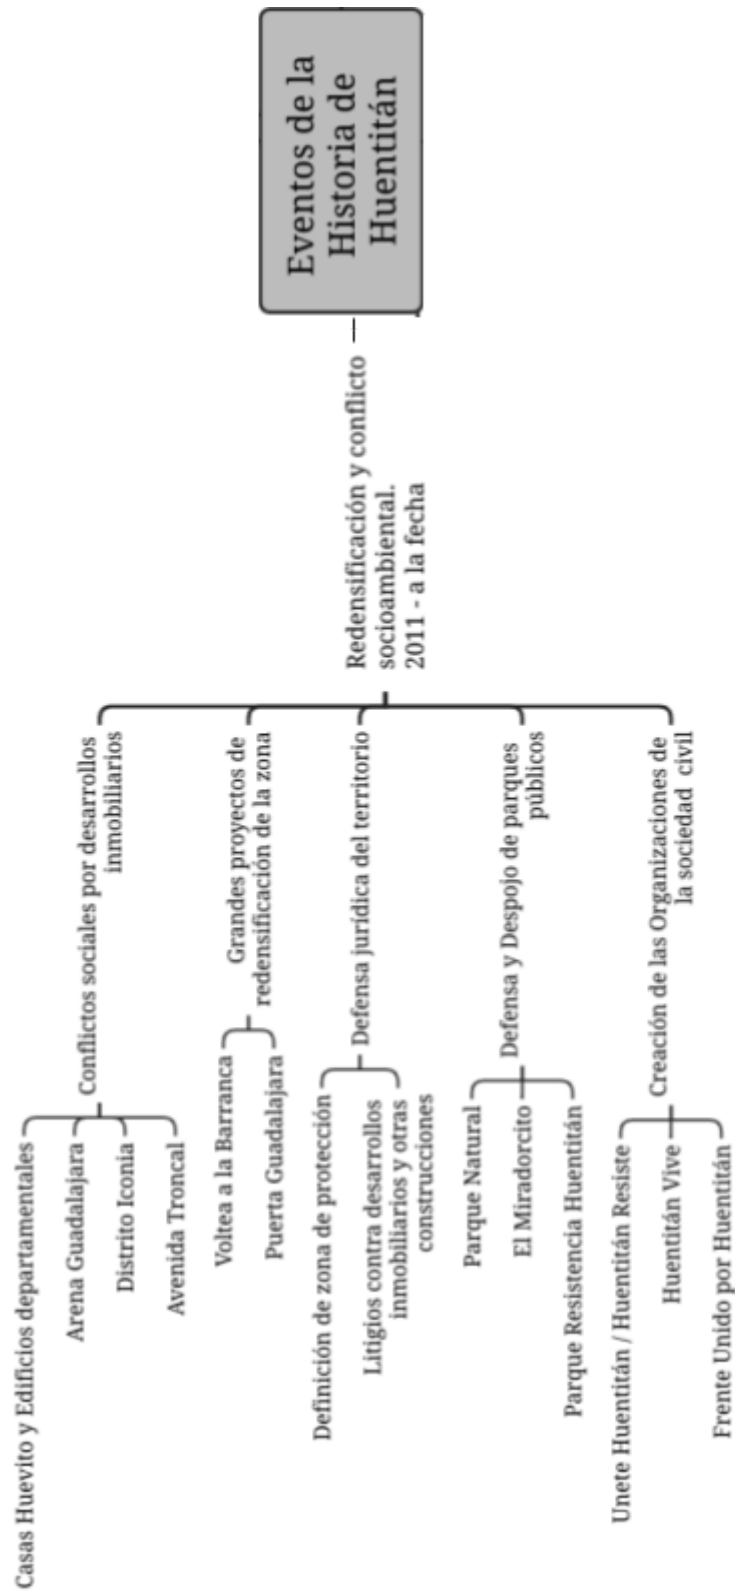 Eventos de la
Historia de
Huentitán
Redensificación y conflicto
socioambiental.
2011 - a la fecha
Conflictos sociales por desarrollos
inmobiliarios
Casas Huevito y Edificios departamentales
Arena Guadalajara
Distrito Iconia
Avenida Troncal
Grandes proyectos de
redensificación de la zona
Voltea a la Barranca
Puerta Guadalajara
Defensa jurídica del territorio
Definición de zona de protección
Litigios contra desarrollos
inmobiliarios y otras
construcciones
Defensa y Despojo de parques
públicos
Parque Natural
El Miradorcito
Parque Resistencia Huentitán
Creación de las Organizaciones de
la sociedad civil
Unete Huentitán / Huentitán Resiste
Huentitán Vive
Frente Unido por Huentitán